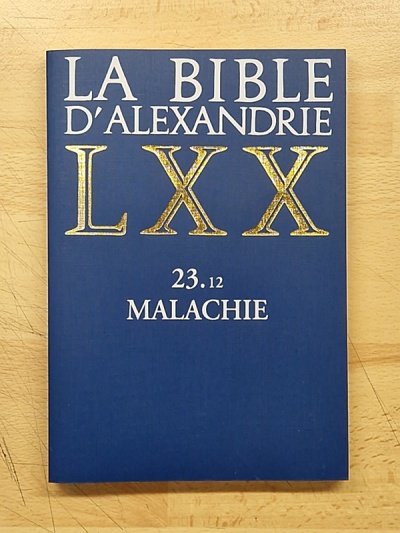 LA BIBLE
D'ALEXANDRIE
LXX
23.12
MALACHIE